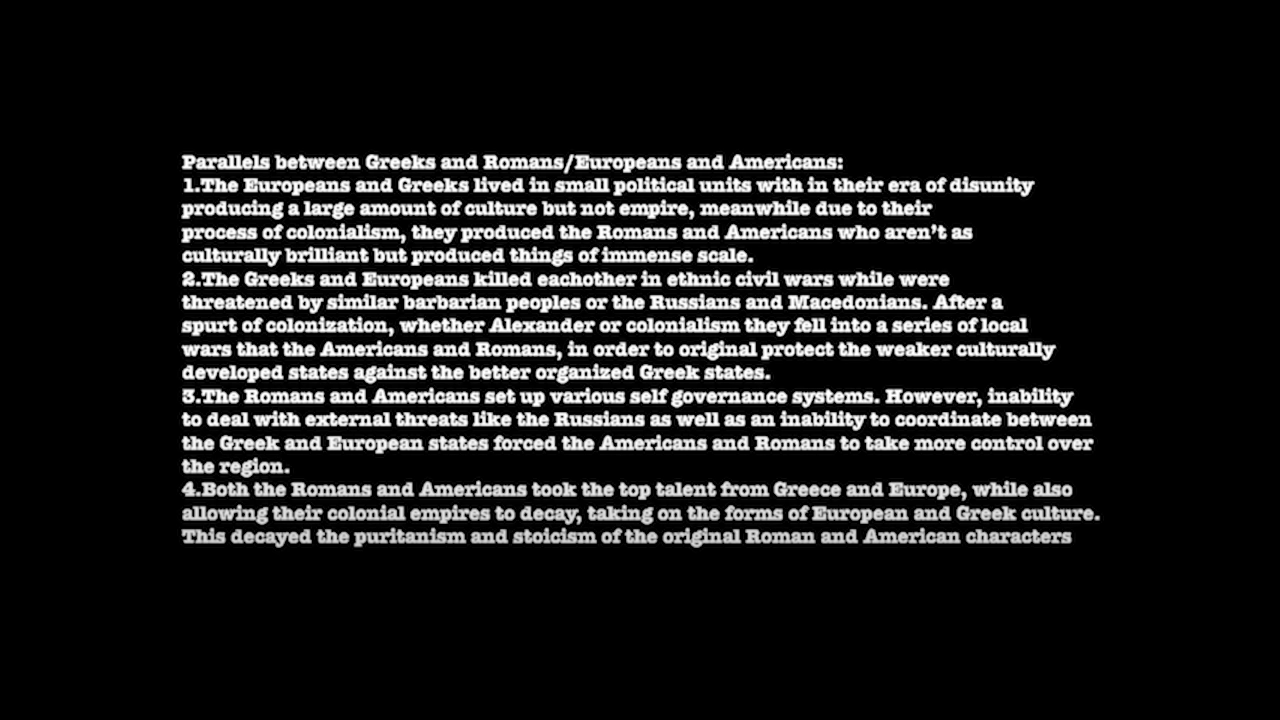 Parallels between Greeks and Romans/Europeans and Americans:
1.The Europeans and Greeks lived in small political units with in their era of disunity
producing a large amount of culture but not empire, meanwhile due to their
process of colonialism, they produced the Romans and Americans who aren't as
culturally brilliant but produced things of immense scale.
2.The Greeks and Europeans killed eachother in ethnic civil wars while were
threatened by similar barbarian peoples or the Russians and Macedonians. After a
spurt of colonization, whether Alexander or colonialism they fell into a series of local
wars that the Americans and Romans, in order to original protect the weaker culturally
developed states against the better organized Greek states.
3.The Romans and Americans set up various self governance systems. However, inability
to deal with external threats like the Russians as well as an inability to coordinate between
the Greek and European states forced the Americans and Romans to take more control over
the region.
4.Both the Romans and Americans took the top talent from Greece and Europe, while also
allowing their colonial empires to decay, taking on the forms of European and Greek culture.
This decayed the puritanism and stoicism of the original Roman and American characters